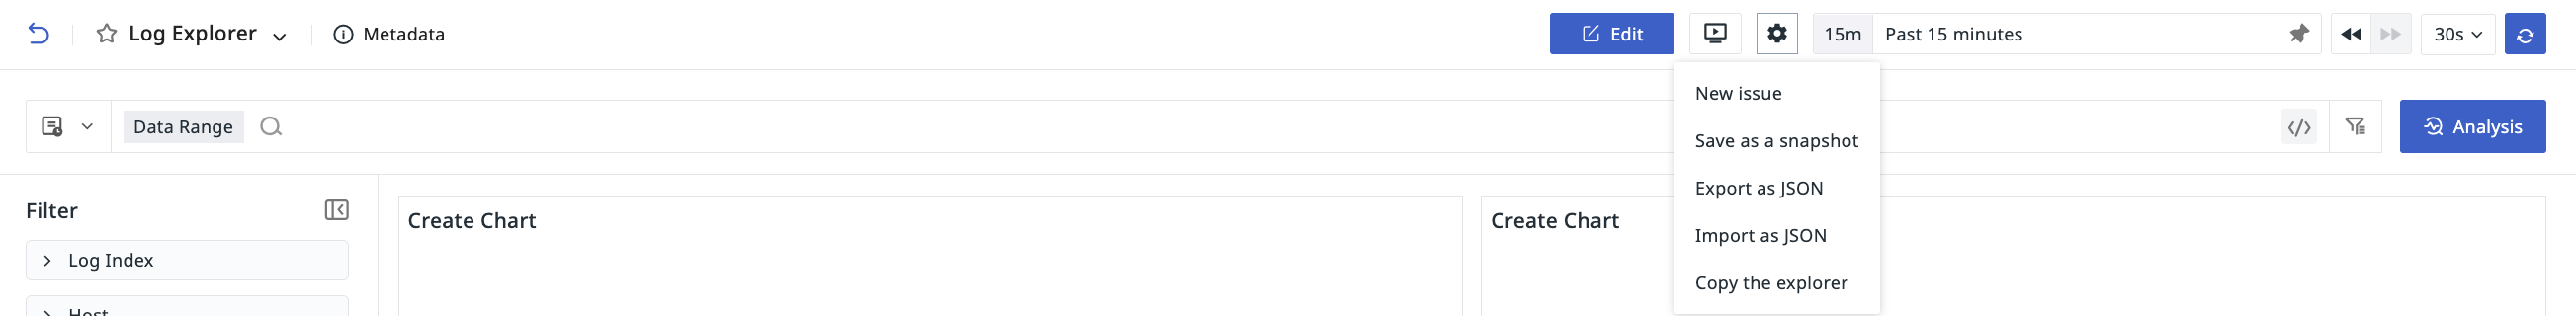 Log Explorer
Metadata
Edit
15m
Past 15 minutes
30s
New issue
Save as a snapshot
Export as JSON
Import as JSON
Copy the explorer
Data Range
Analysis
Filter
Log Index
Host
Create Chart
Create Chart